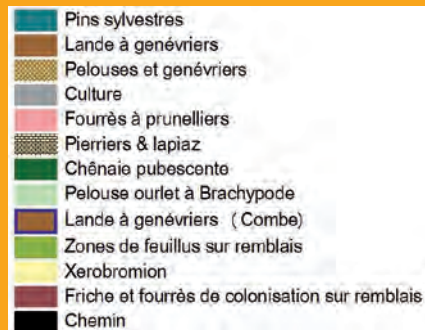 Pins sylvestres
Lande à genévriers
Pelouses et genévriers
Culture
Fourrès à prunelliers
Pierriers & lapiaz
Chênaie pubescente
Pelouse ourlet à Brachypode
Lande à genévriers ( Combe)
Zones de feuillus sur remblais
Xerobromion
Friche et fourrés de colonisation sur remblais
Chemin